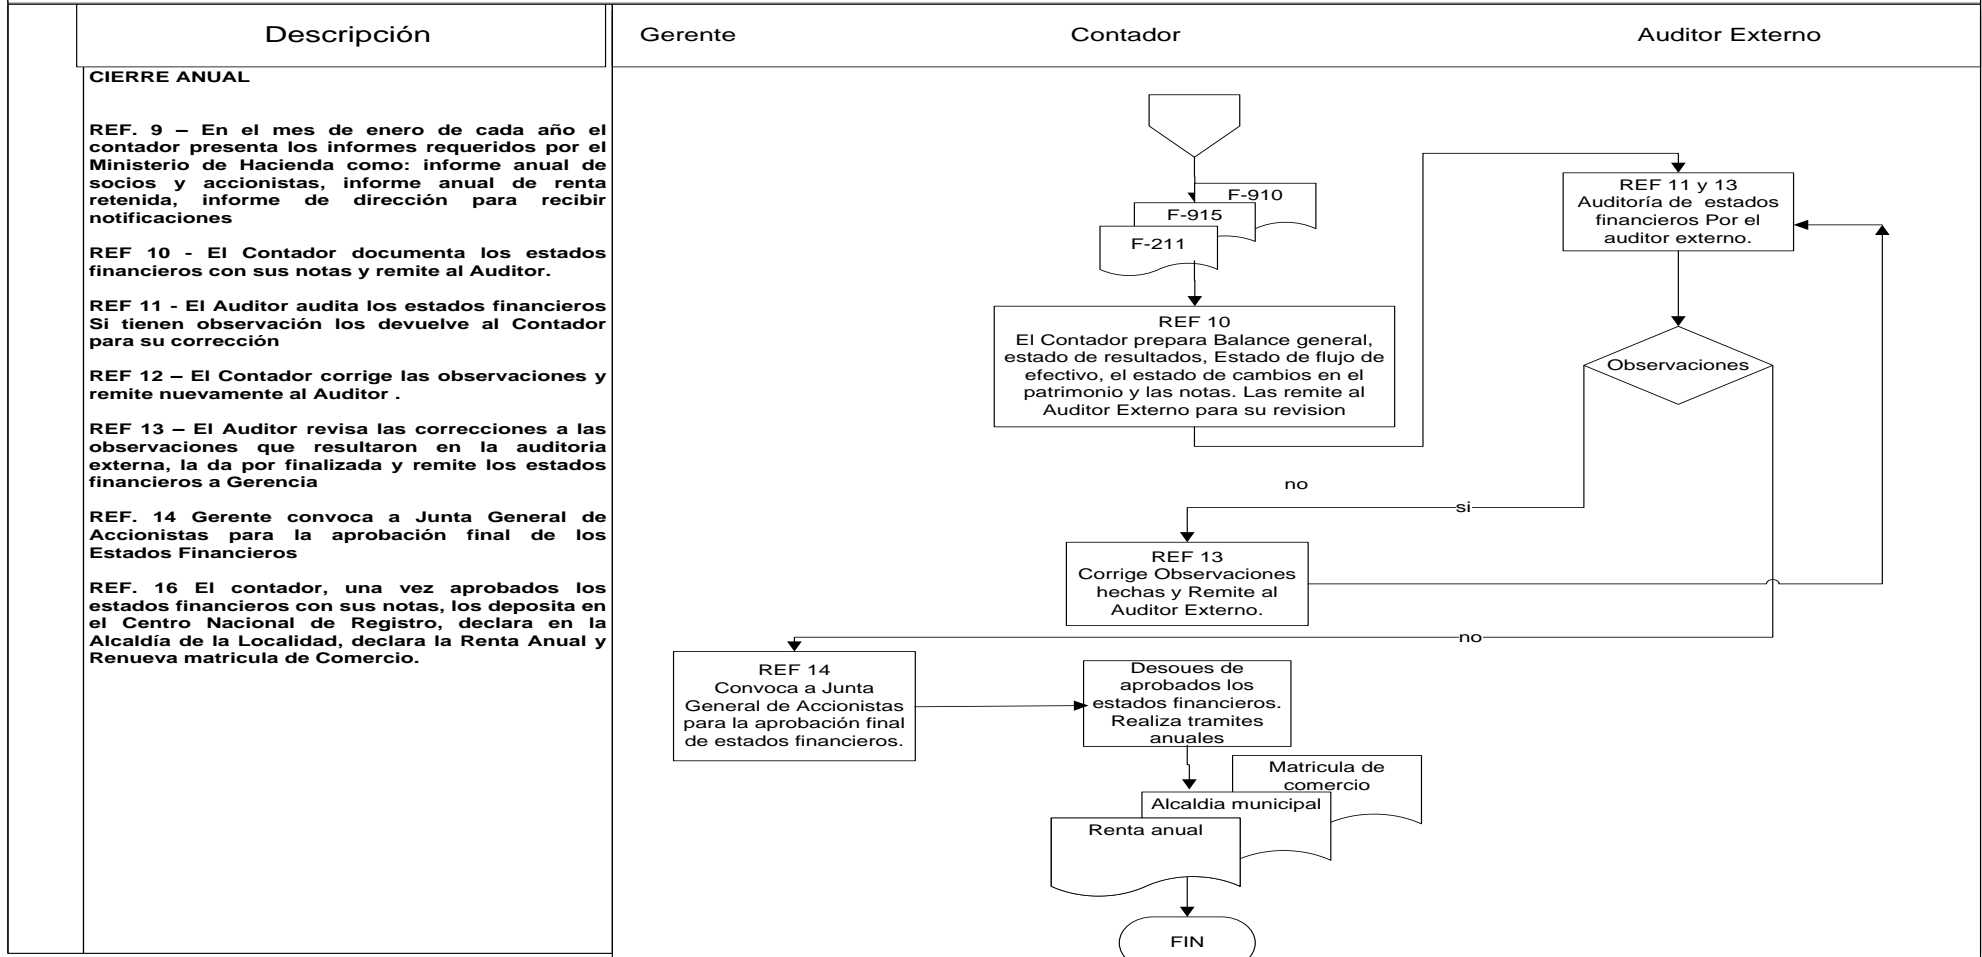 Descripción
Gerente
Contador
Auditor Externo
CIERRE ANUAL
REF. 9 – En el mes de enero de cada año el
contador presenta los informes requeridos por el
Ministerio de Hacienda como: informe anual de
socios y accionistas, informe anual de renta
retenida, informe de dirección para recibir
notificaciones
REF 10 - El Contador documenta los estados
financieros con sus notas y remite al Auditor.
REF 11 - El Auditor audita los estados financieros
Si tienen observación los devuelve al Contador
para su corrección
REF 12 – El Contador corrige las observaciones y
remite nuevamente al Auditor .
REF 13 – El Auditor revisa las correcciones a las
observaciones que resultaron en la auditoria
externa, la da por finalizada y remite los estados
financieros a Gerencia
REF. 14 Gerente convoca a Junta General de
Accionistas para la aprobación final de los
Estados Financieros
REF. 16 El contador, una vez aprobados los
estados financieros con sus notas, los deposita en
el Centro Nacional de Registro, declara en la
Alcaldía de la Localidad, declara la Renta Anual y
Renueva matricula de Comercio.
F-910
F-915
F-211
REF 10
El Contador prepara Balance general,
estado de resultados, Estado de flujo de
efectivo, el estado de cambios en el
patrimonio y las notas. Las remite al
Auditor Externo para su revision
REF 11 y 13
Auditoría de estados
financieros Por el
auditor externo.
Observaciones
no
si
REF 13
Corrige Observaciones
hechas y Remite al
Auditor Externo.
no
REF 14
Convoca a Junta
General de Accionistas
para la aprobación final
de estados financieros.
Desoues de
aprobados los
estados financieros.
Realiza tramites
anuales
Matricula de
comercio
Alcaldia municipal
Renta anual
FIN